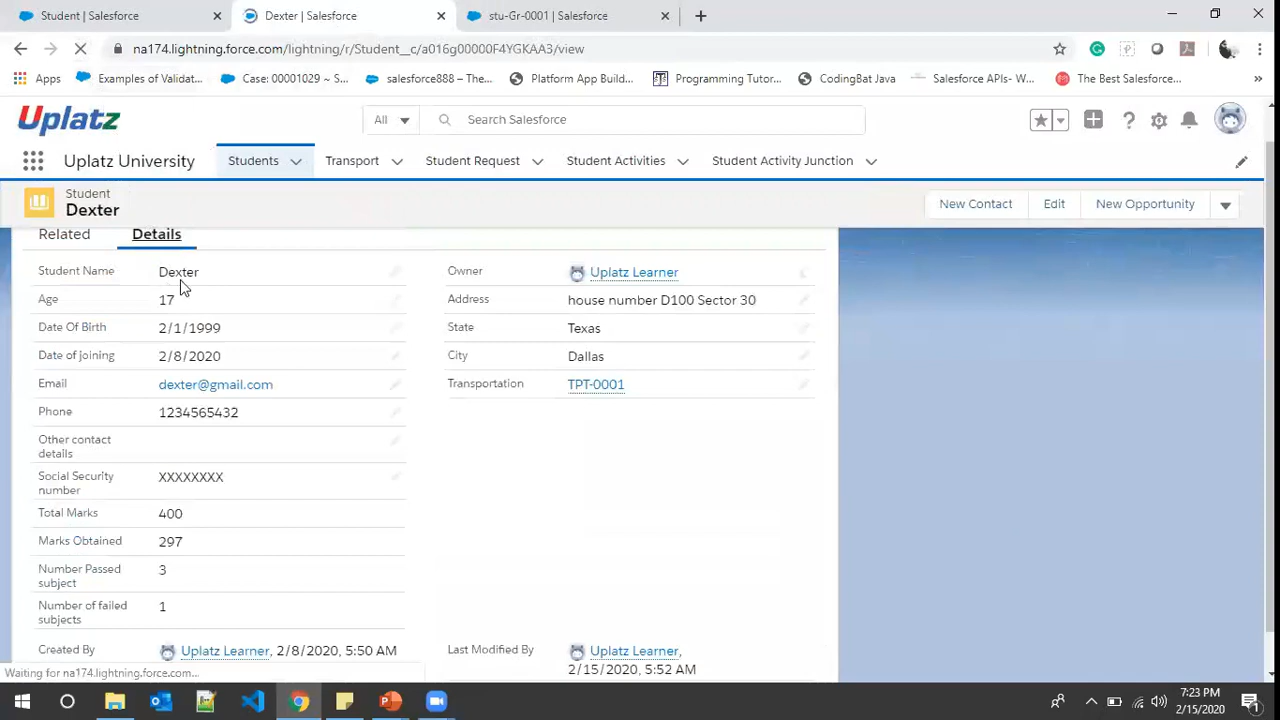 Student | Salesforce
Dexter | Salesforce
stu-Gr-0001 | Salesforce
na174.lightning.force.com/lightning/r/Student__c/a016g00000F4YGKAA3/view
Apps
Examples of Validat...
Case: 00001029 ~ S...
salesforce888 – The...
Platform App Build...
Programming Tutor...
CodingBat Java
Salesforce APIs- W...
The Best Salesforce...
Uplatz
All
Search Salesforce
Uplatz University
Students
Transport
Student Request
Student Activities
Student Activity Junction
Student
Dexter
New Contact
Edit
New Opportunity
Related
Details
Student Name Dexter
Owner Uplatz Learner
Age 17
Address house number D100 Sector 30
Date Of Birth 2/1/1999
State Texas
Date of joining 2/8/2020
City Dallas
Email dexter@gmail.com
Transportation TPT-0001
Phone 1234565432
Other contact
details
Social Security
number XXXXXXXX
Total Marks 400
Marks Obtained 297
Number Passed
subject 3
Number of failed
subjects 1
Created By Uplatz Learner, 2/8/2020, 5:50 AM
Last Modified By Uplatz Learner,
2/15/2020, 5:52 AM
Waiting for na174.lightning.force.com...
7:23 PM
2/15/2020
1